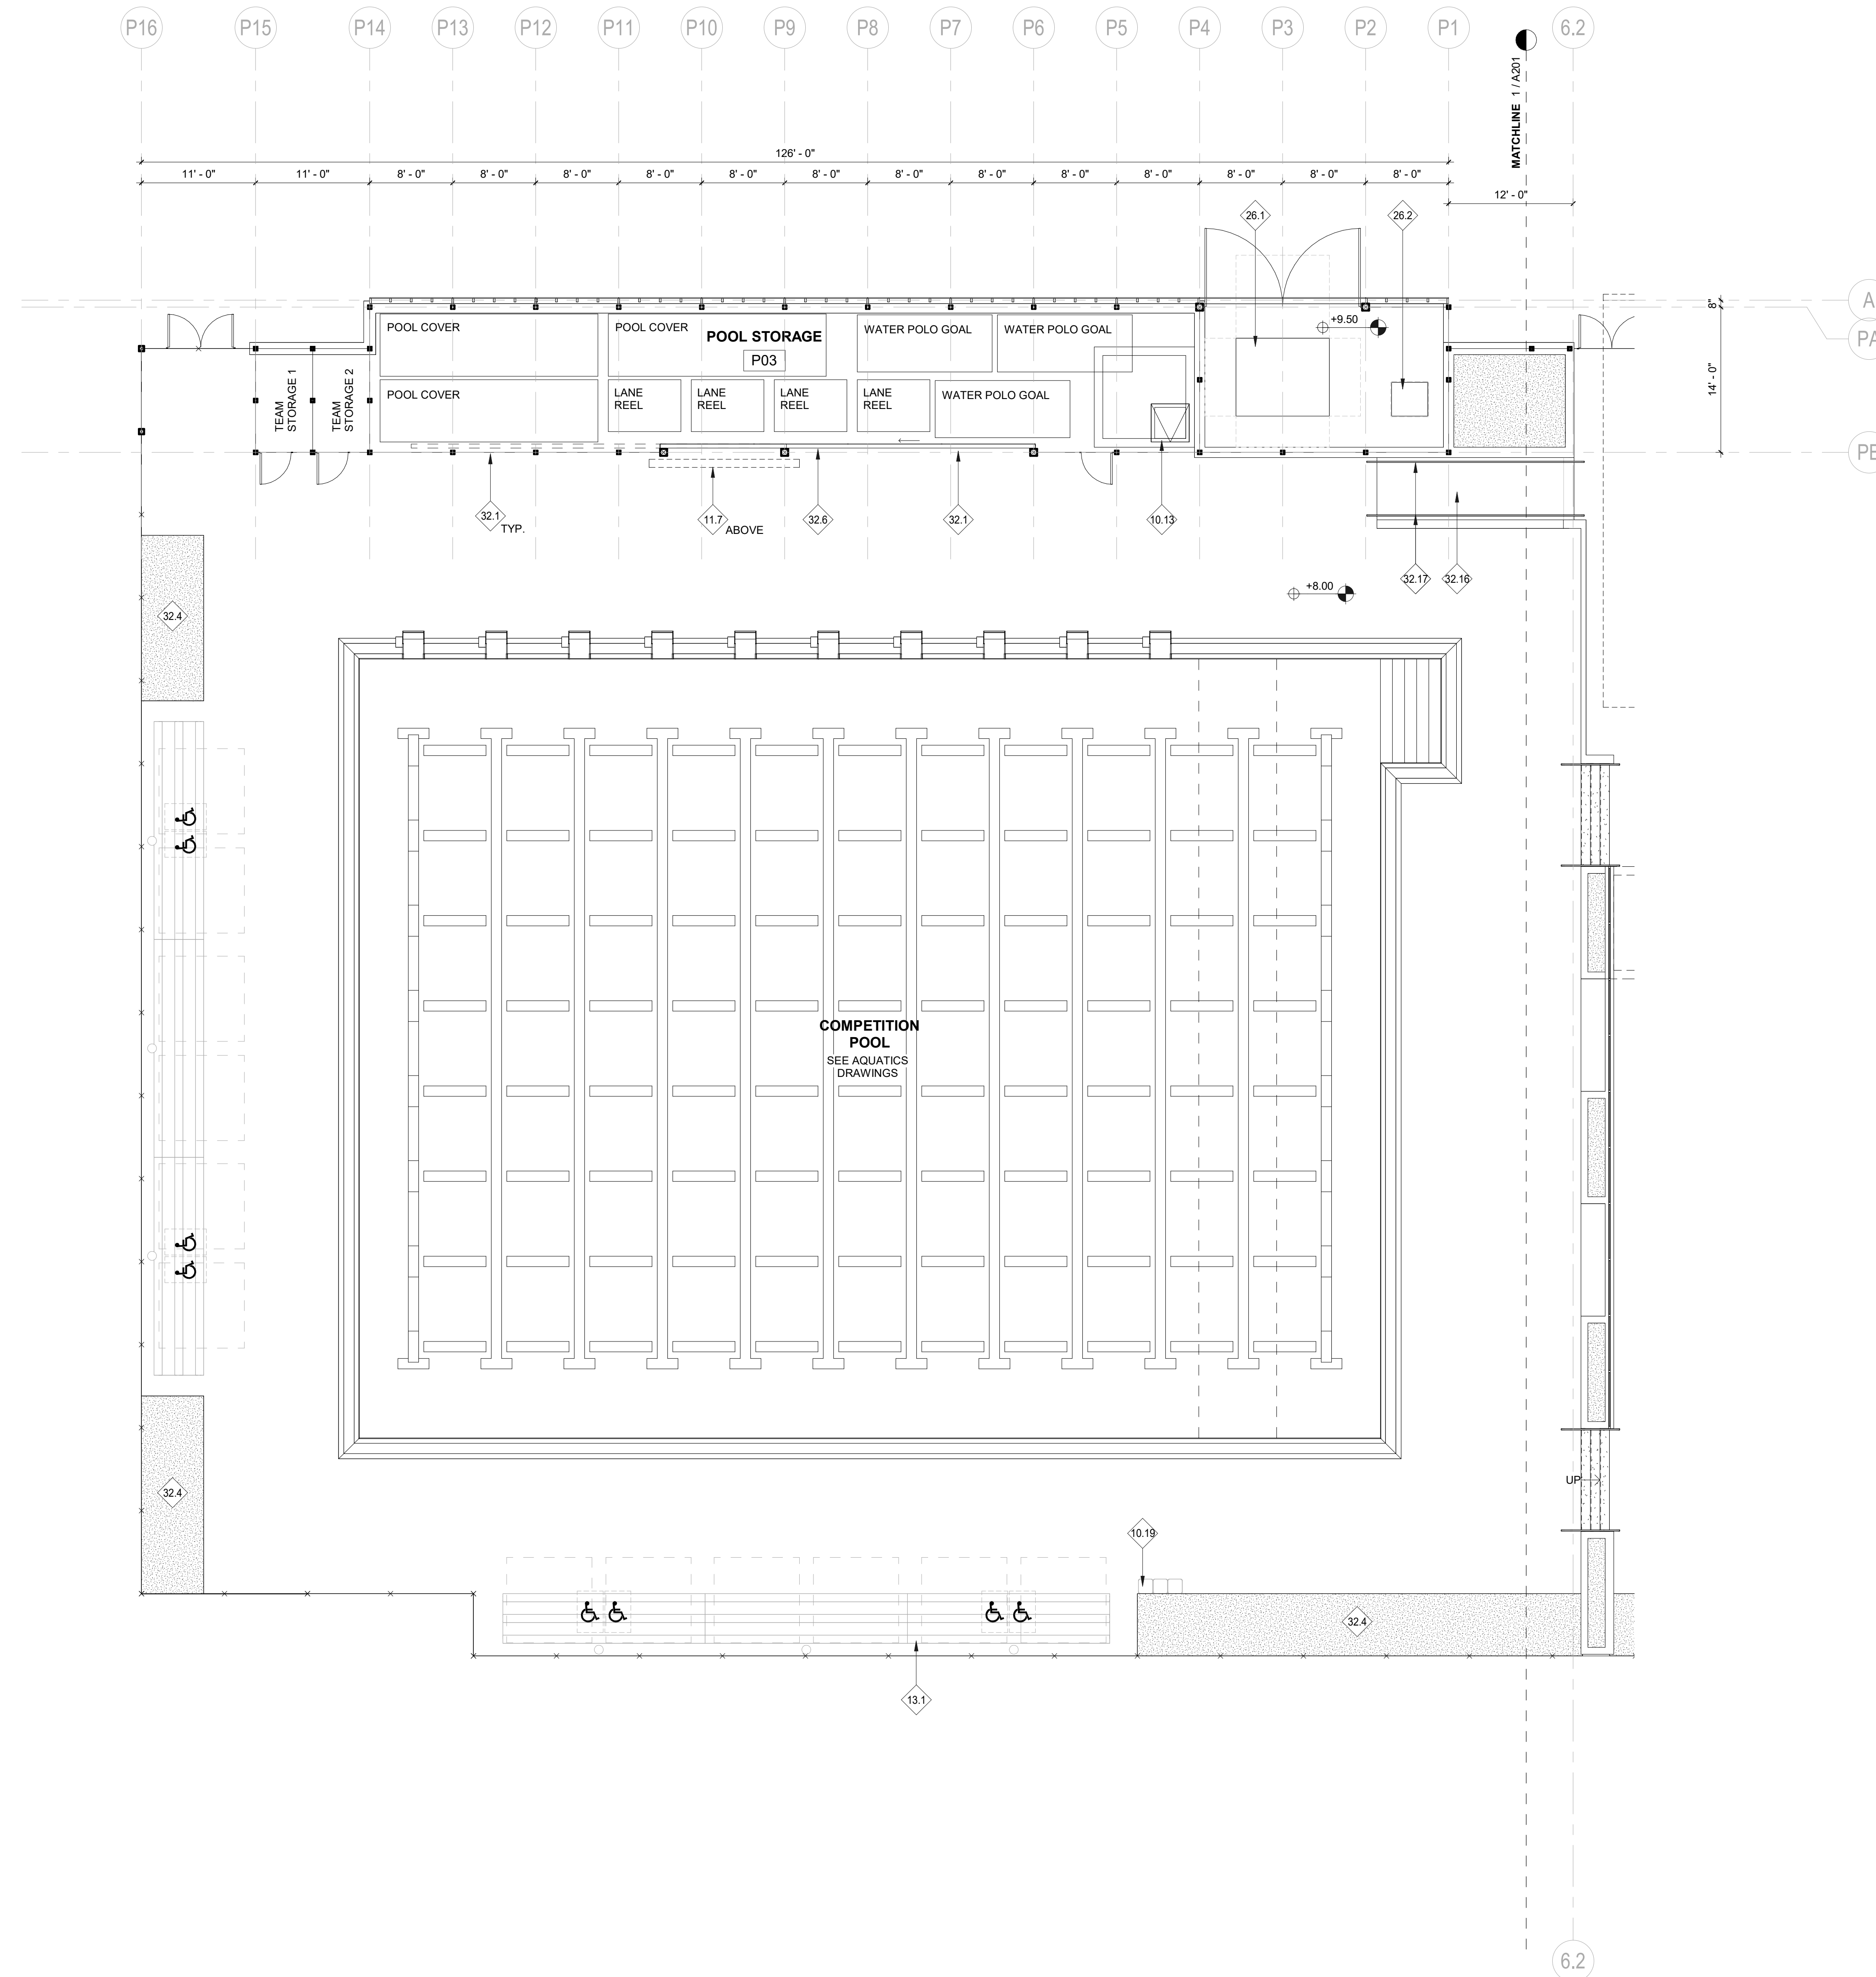 P16 P15 P14 P13 P12 P11 P10 P9 P8 P7 P6 P5 P4 P3 P2 P1 6.2
MATCHLINE 1 / A201
126' - 0"
11' - 0" 11' - 0" 8' - 0" 8' - 0" 8' - 0" 8' - 0" 8' - 0" 8' - 0" 8' - 0" 8' - 0" 8' - 0" 8' - 0" 8' - 0" 8' - 0" 8' - 0"
12' - 0"
26.1 26.2
A
8"
PA
14' - 0"
+9.50
POOL COVER
POOL COVER
POOL STORAGE
P03
WATER POLO GOAL
WATER POLO GOAL
TEAM
STORAGE 1
TEAM
STORAGE 2
POOL COVER
LANE
REEL
LANE
REEL
LANE
REEL
LANE
REEL
WATER POLO GOAL
32.1
TYP.
11.7
ABOVE
32.6
32.1
10.13
32.17
32.16
+8.00
32.4
COMPETITION
POOL
SEE AQUATICS
DRAWINGS
UP
32.4
10.19
32.4
13.1
6.2